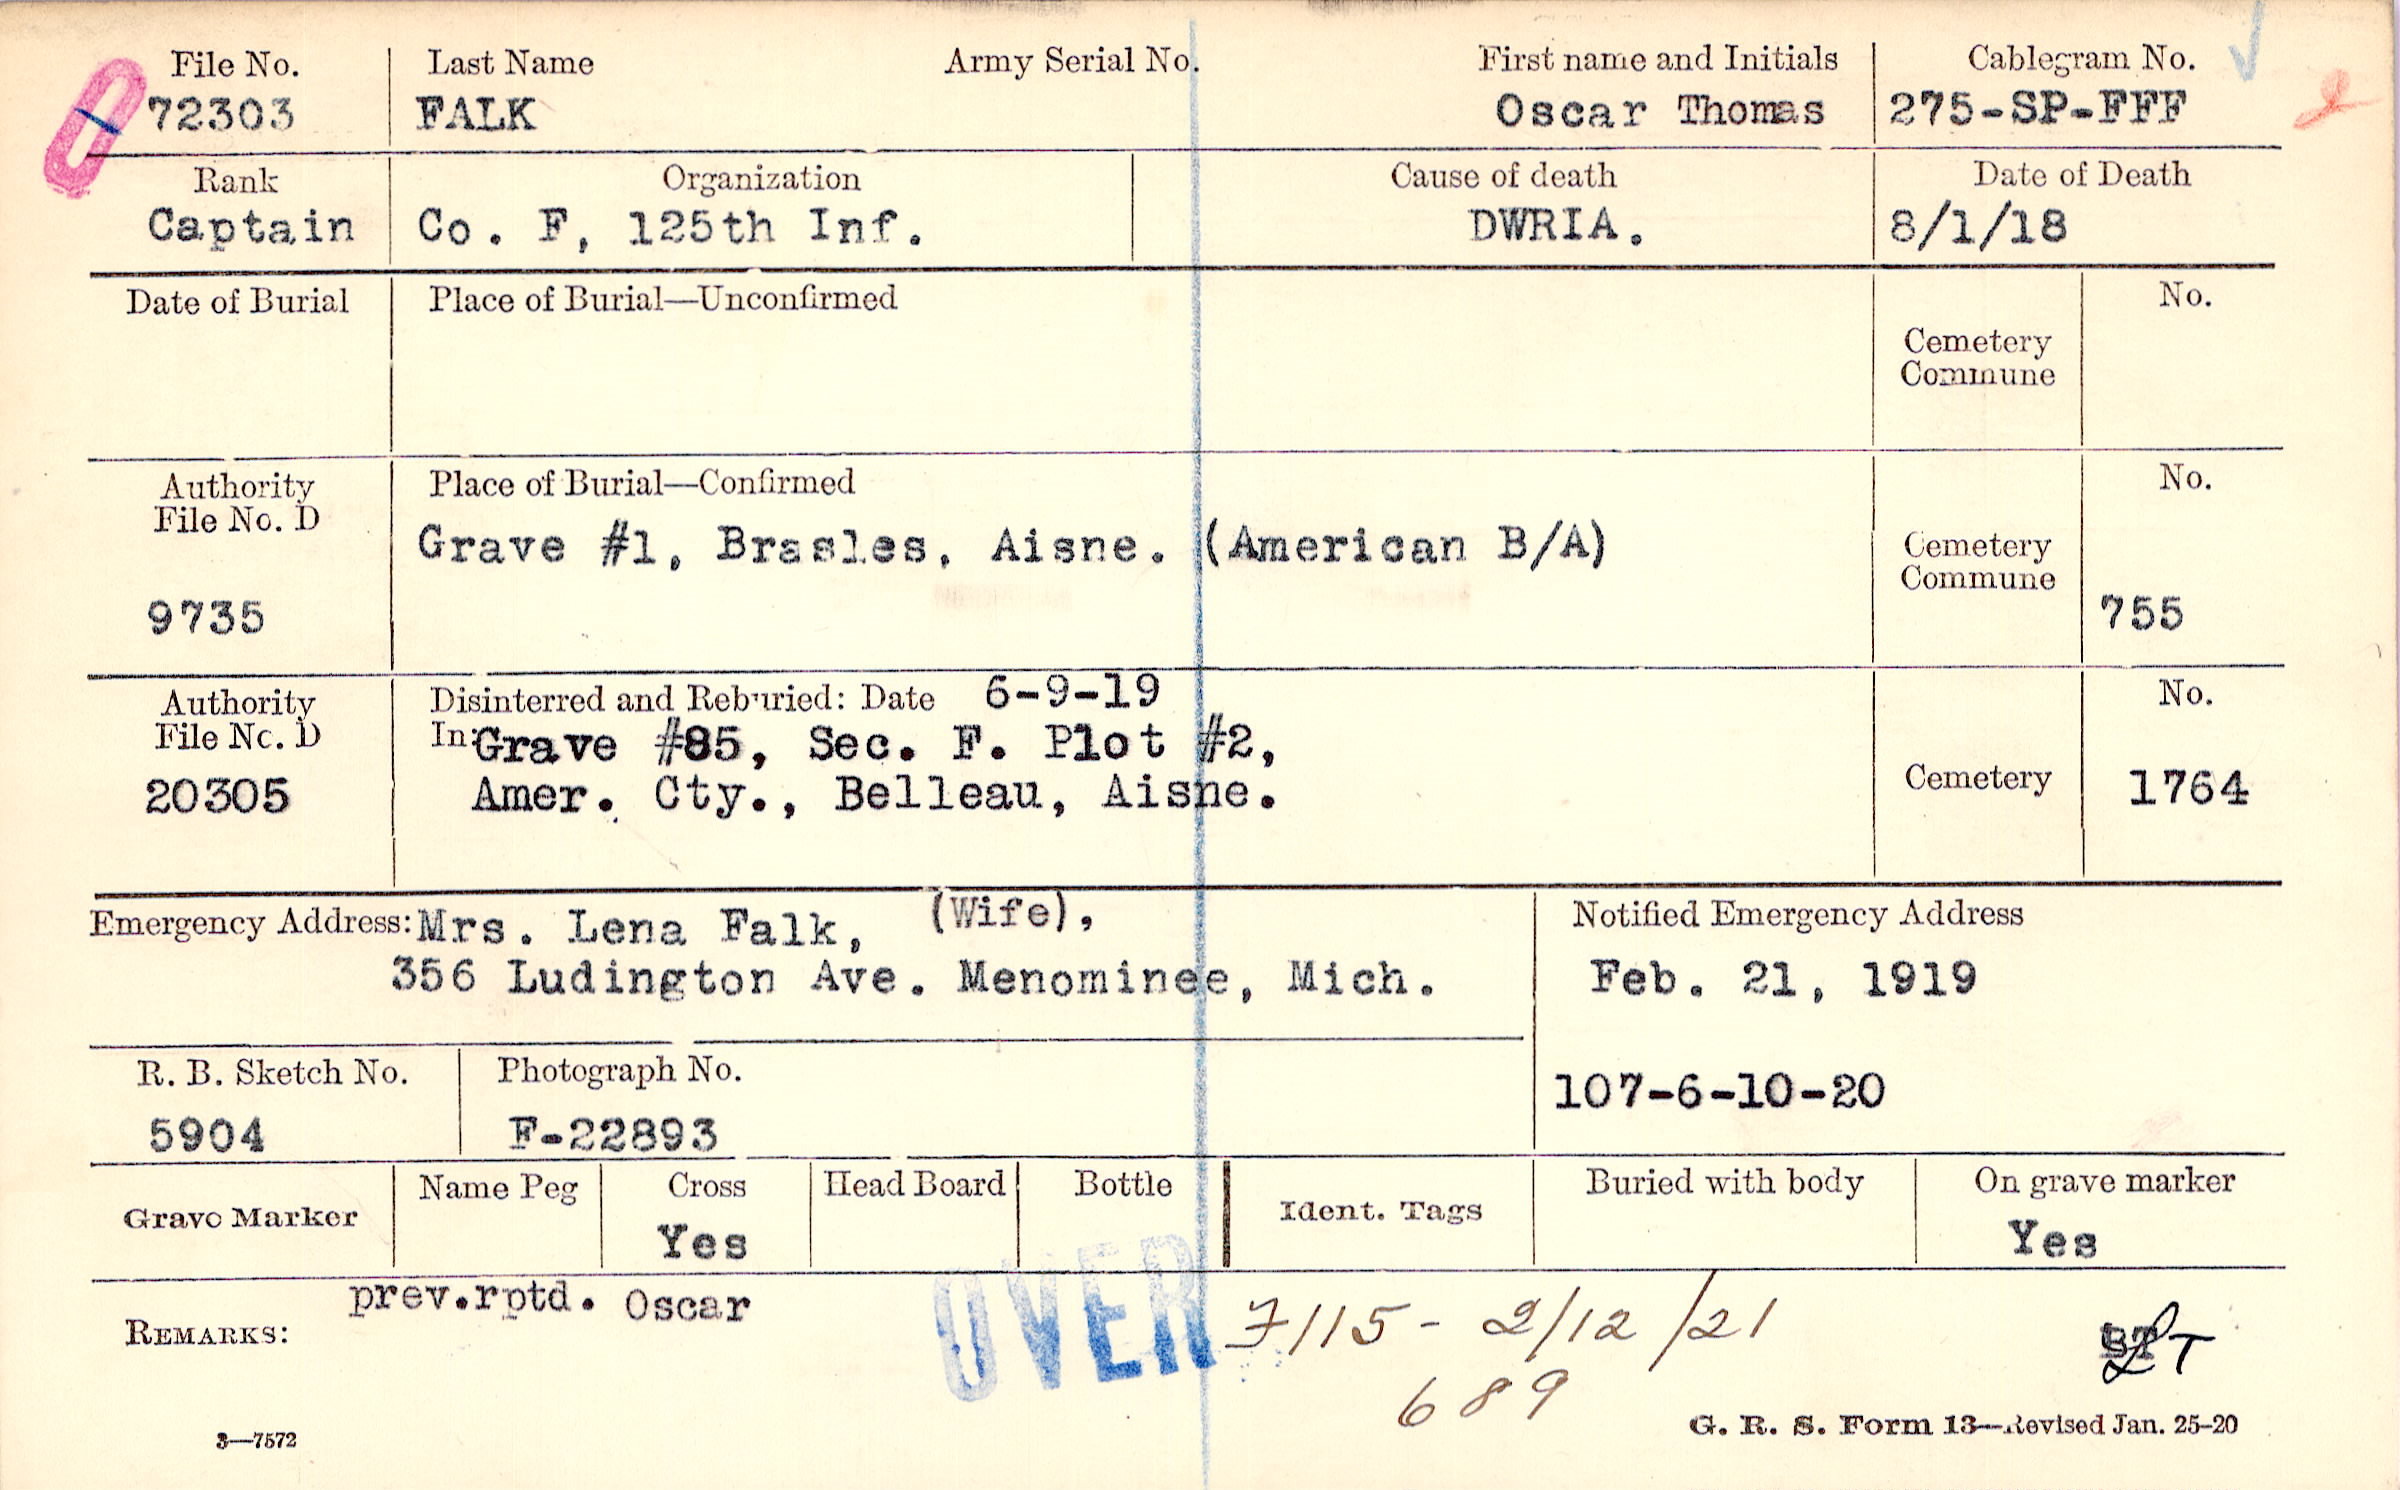 File No. Last Name Army Serial No. First name and Initials Cablegram No.
72303 FALK Oscar Thomas 275-SP-FFF
Rank Organization Cause of death Date of Death
Captain Co. F, 125th Inf. DWRIA. 8/1/18
Date of Burial Place of Burial—Unconfirmed No.
Cemetery
Commune
Authority Place of Burial—Confirmed No.
File No. D
Grave #1, Brasles, Aisne. (American B/A) Cemetery
Commune
9735 755
Authority Disinterred and Reburied: Date 6-9-19 No.
File No. D In: Grave #85, Sec. F. Plot #2,
20305 Amer. Cty., Belleau, Aisne. Cemetery 1764
Emergency Address: Mrs. Lena Falk, (Wife), Notified Emergency Address
356 Ludington Ave. Menominee, Mich. Feb. 21, 1919
R. B. Sketch No. Photograph No.
107-6-10-20
5904 F-22893
Name Peg Cross Head Board Bottle Buried with body On grave marker
Grave Marker Ident. Tags
Yes Yes
OVER
prev.rptd. Oscar 7115 - 2/12/21
REMARKS:
689
3—7572 G. R. S. Form 13—Revised Jan. 25-20